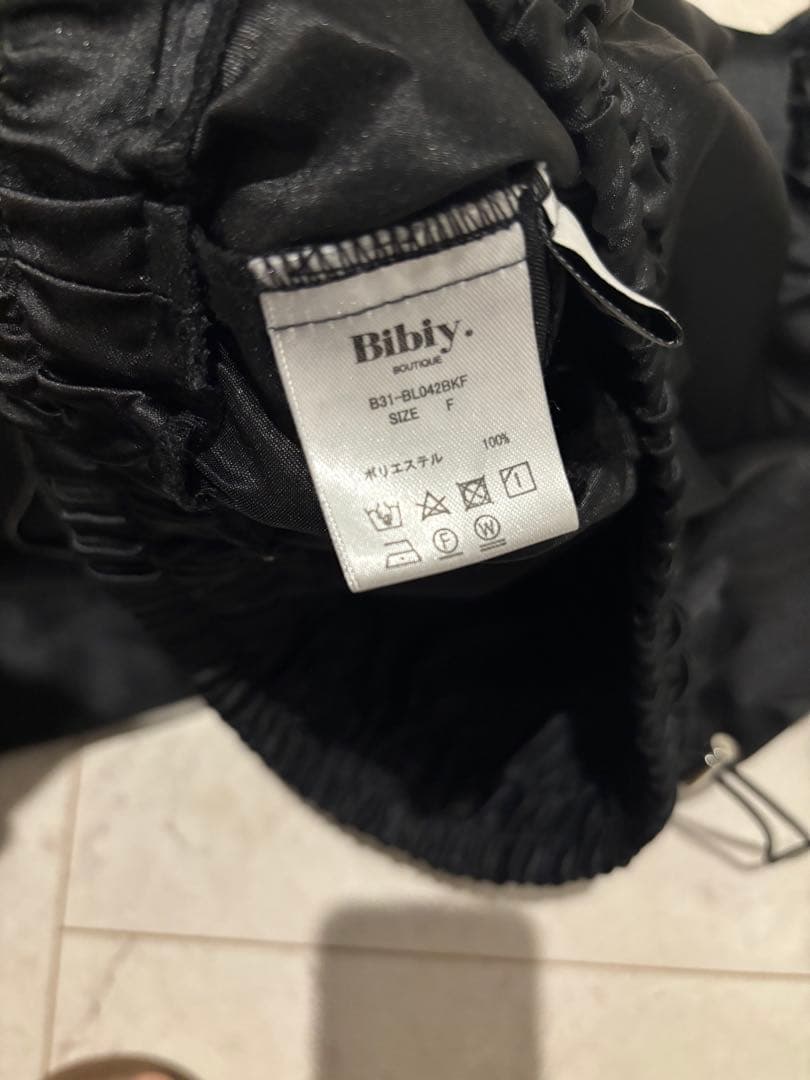 Bibiy.
BOUTIQUE
B31-BL042BKF
SIZE F
ポリエステル 100%
F W